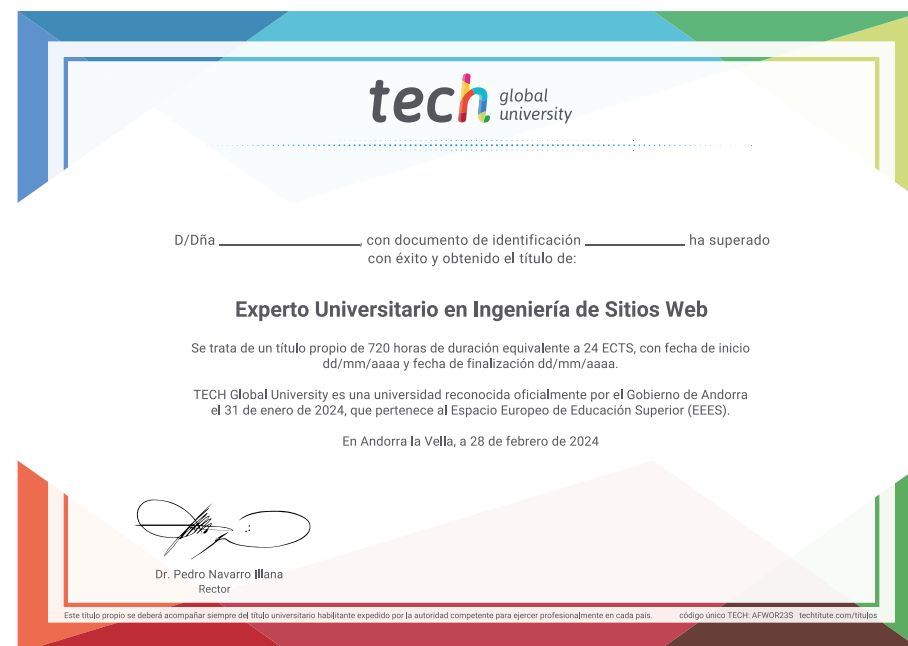 tech global university
D/Dña ____________, con documento de identificación ____________ ha superado
con éxito y obtenido el título de:
Experto Universitario en Ingeniería de Sitios Web
Se trata de un título propio de 720 horas de duración equivalente a 24 ECTS, con fecha de inicio
dd/mm/aaaa y fecha de finalización dd/mm/aaaa.
TECH Global University es una universidad reconocida oficialmente por el Gobierno de Andorra
el 31 de enero de 2024, que pertenece al Espacio Europeo de Educación Superior (EEES).
En Andorra la Vella, a 28 de febrero de 2024
Dr. Pedro Navarro Illana
Rector
Este título propio se deberá acompañar siempre del título universitario habilitante expedido por la autoridad competente para ejercer profesionalmente en cada país. código único TECH: AFWOR23S techtitute.com/titulos